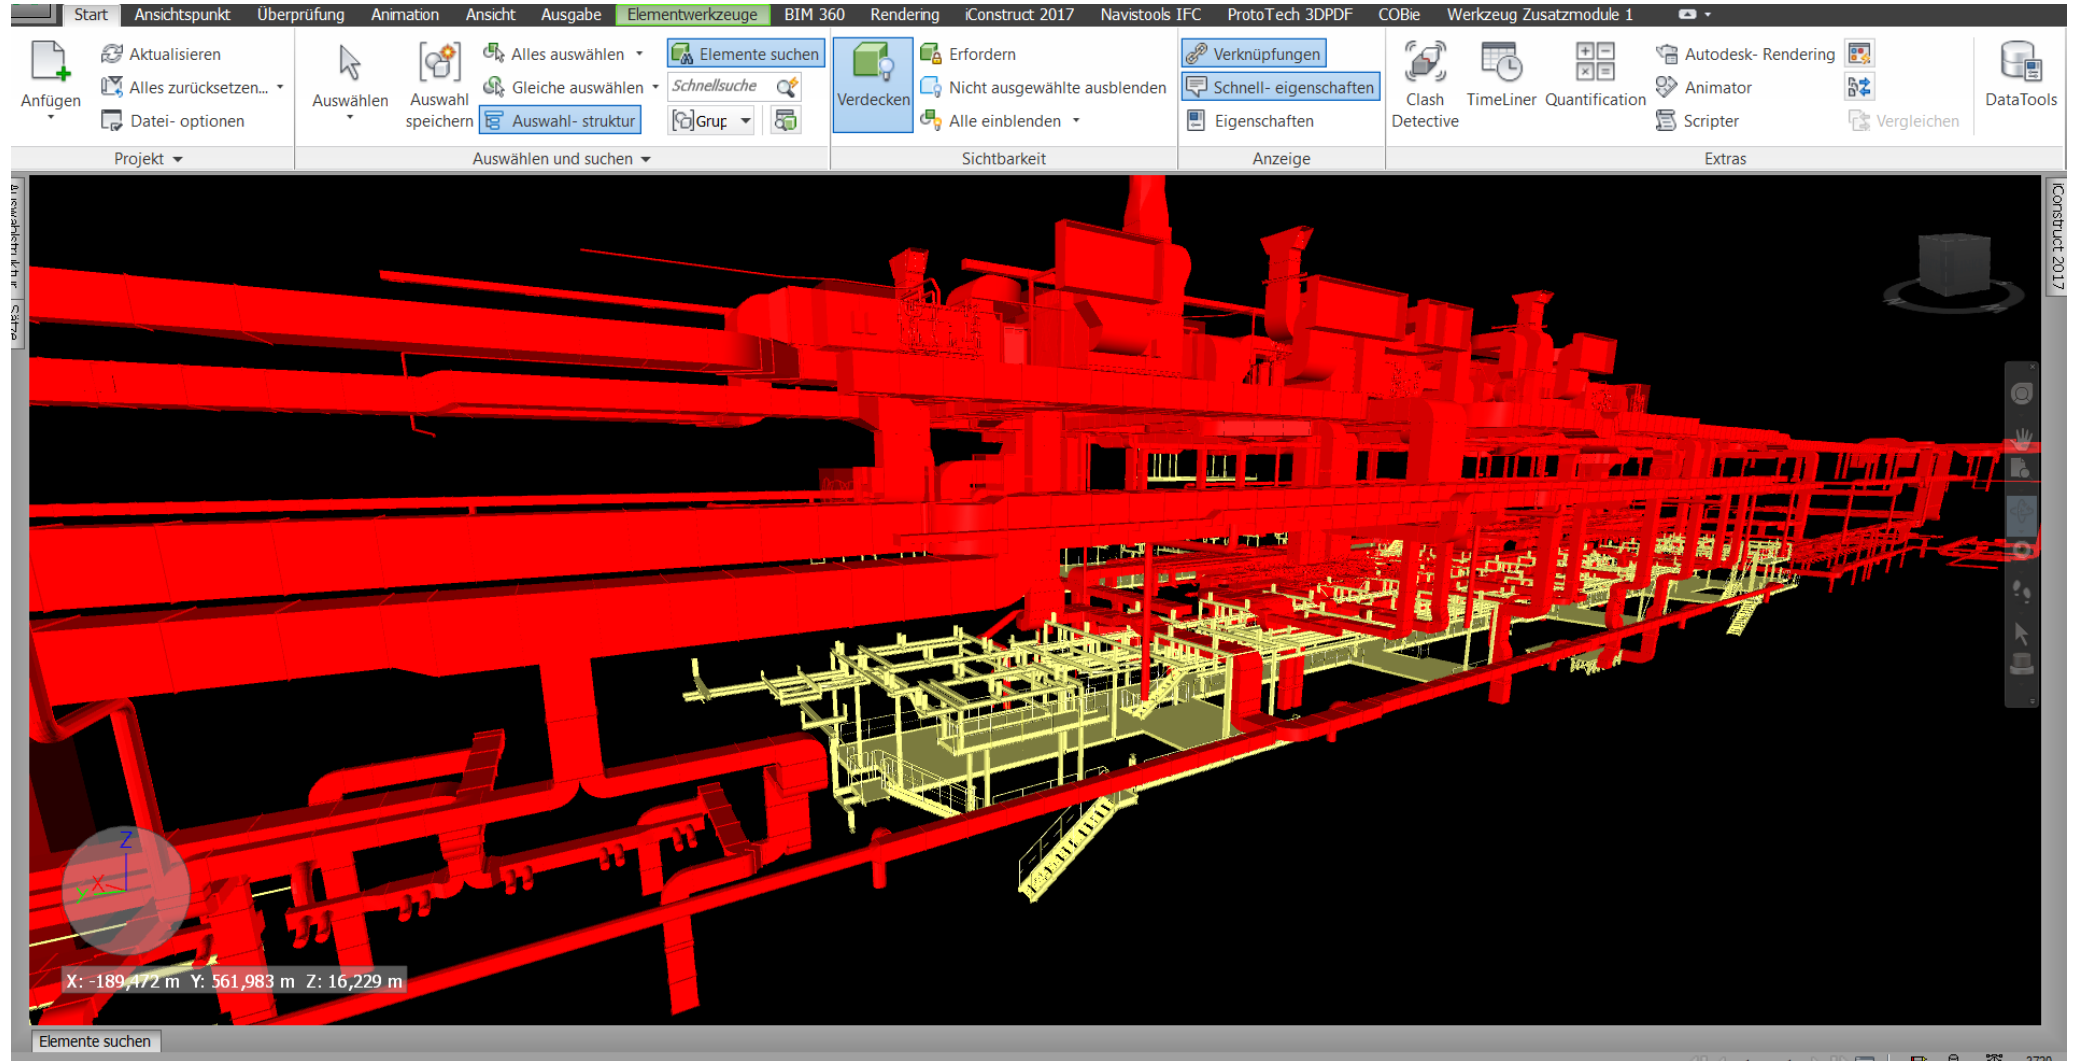 Start Ansichtspunkt Überprüfung Animation Ansicht Ausgabe Elementwerkzeuge BIM 360 Rendering iConstruct 2017 Navistools IFC ProtoTech 3DPDF COBie Werkzeug Zusatzmodule 1
Anfügen
Aktualisieren
Alles zurücksetzen...
Datei- optionen
Projekt
Auswählen
Auswahl
speichern
Alles auswählen
Gleiche auswählen
Auswahl- struktur
Elemente suchen
Schnellsuche
Grup
Auswählen und suchen
Verdecken
Erfordern
Nicht ausgewählte ausblenden
Alle einblenden
Sichtbarkeit
Verknüpfungen
Schnell- eigenschaften
Eigenschaften
Anzeige
Clash
Detective
TimeLiner
Quantification
Autodesk- Rendering
Animator
Scripter
Vergleichen
Extras
DataTools
Auswahlstruktur
Sätze
iConstruct 2017
Z
X
Y
X: -189,472 m Y: 561,983 m Z: 16,229 m
Elemente suchen